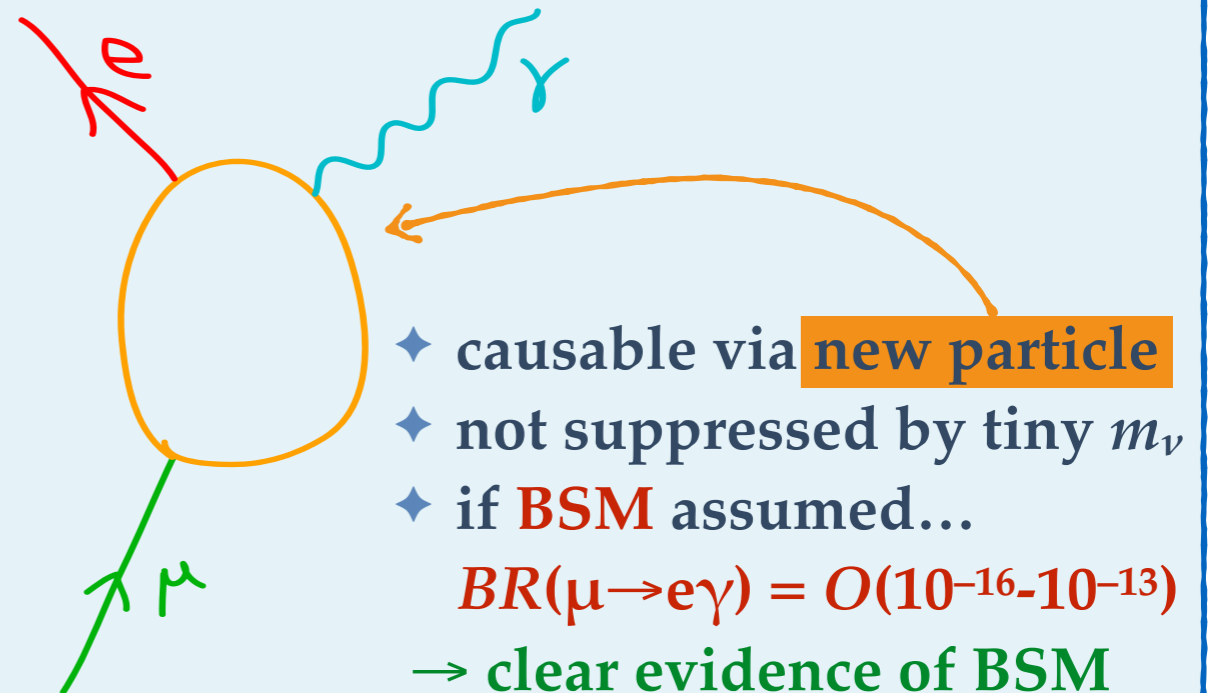 e
γ
✦ causable via new particle
✦ not suppressed by tiny mν
✦ if BSM assumed…
BR(μ→eγ) = O(10⁻¹⁶-10⁻¹³)
μ
→ clear evidence of BSM